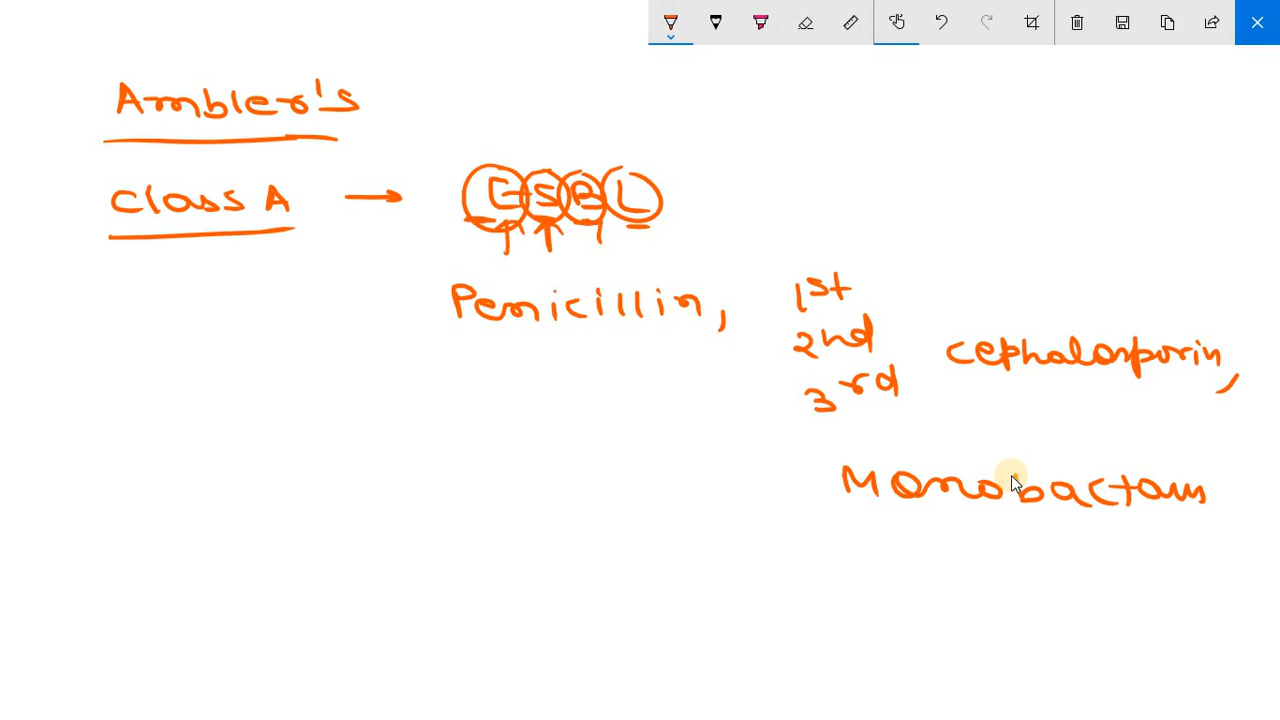 Ambler's
Class A → ESBL
Penicillin, 1st
2nd
3rd cephalosporin,
Monobactam